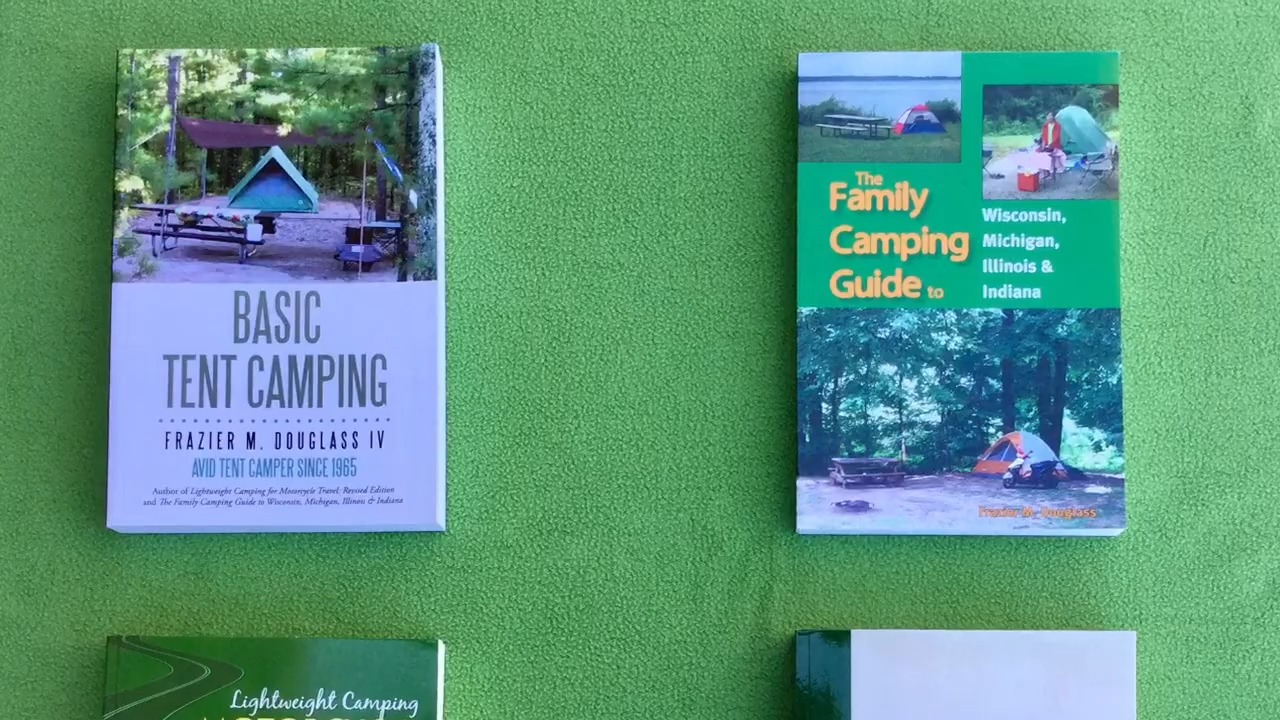 BASIC
TENT CAMPING
FRAZIER M. DOUGLASS IV
AVID TENT CAMPER SINCE 1965
Author of Lightweight Camping for Motorcycle Travel: Revised Edition
and The Family Camping Guide to Wisconsin, Michigan, Illinois & Indiana
The
Family
Camping
Guide to
Wisconsin,
Michigan,
Illinois &
Indiana
Frazier M. Douglass
Lightweight Camping